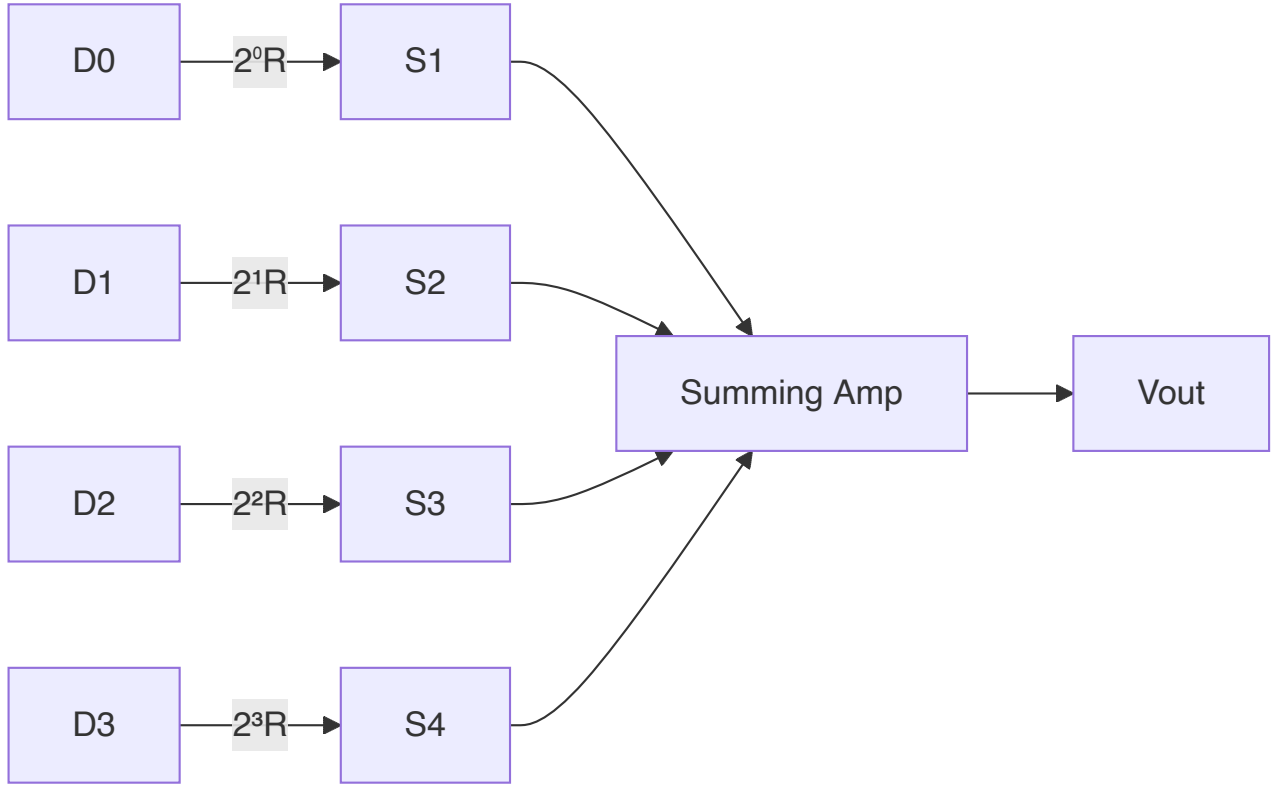 D0
2⁰R
S1
D1
2¹R
S2
Summing Amp
Vout
D2
2²R
S3
D3
2³R
S4